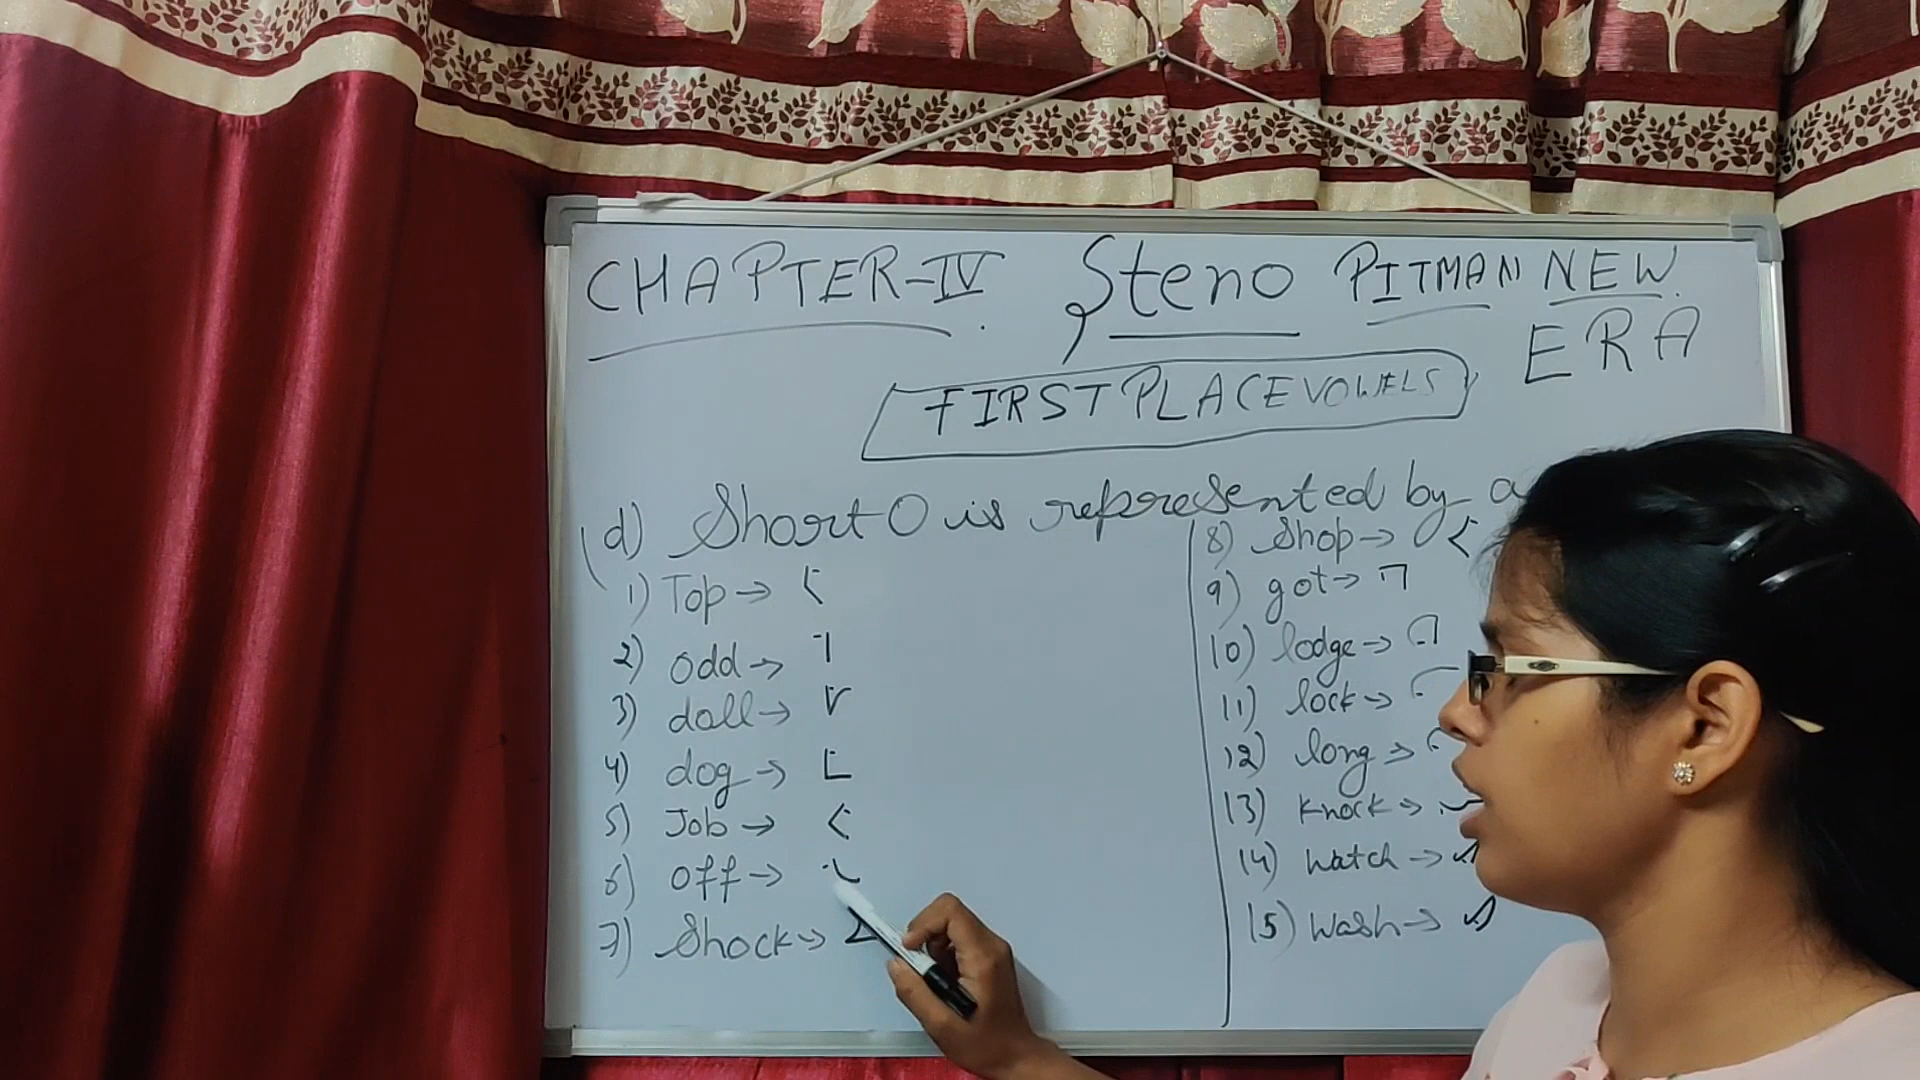 CHAPTER-IV Steno PITMAN NEW
ERA
FIRST PLACE VOWELS
(d) Short O is represented by a
1) Top →
2) odd →
3) doll →
4) dog →
5) Job →
6) off →
7) Shock →
8) Shop →
9) got →
10) lodge →
11) lock →
12) long →
13) Knock →
14) Watch →
15) Wash →